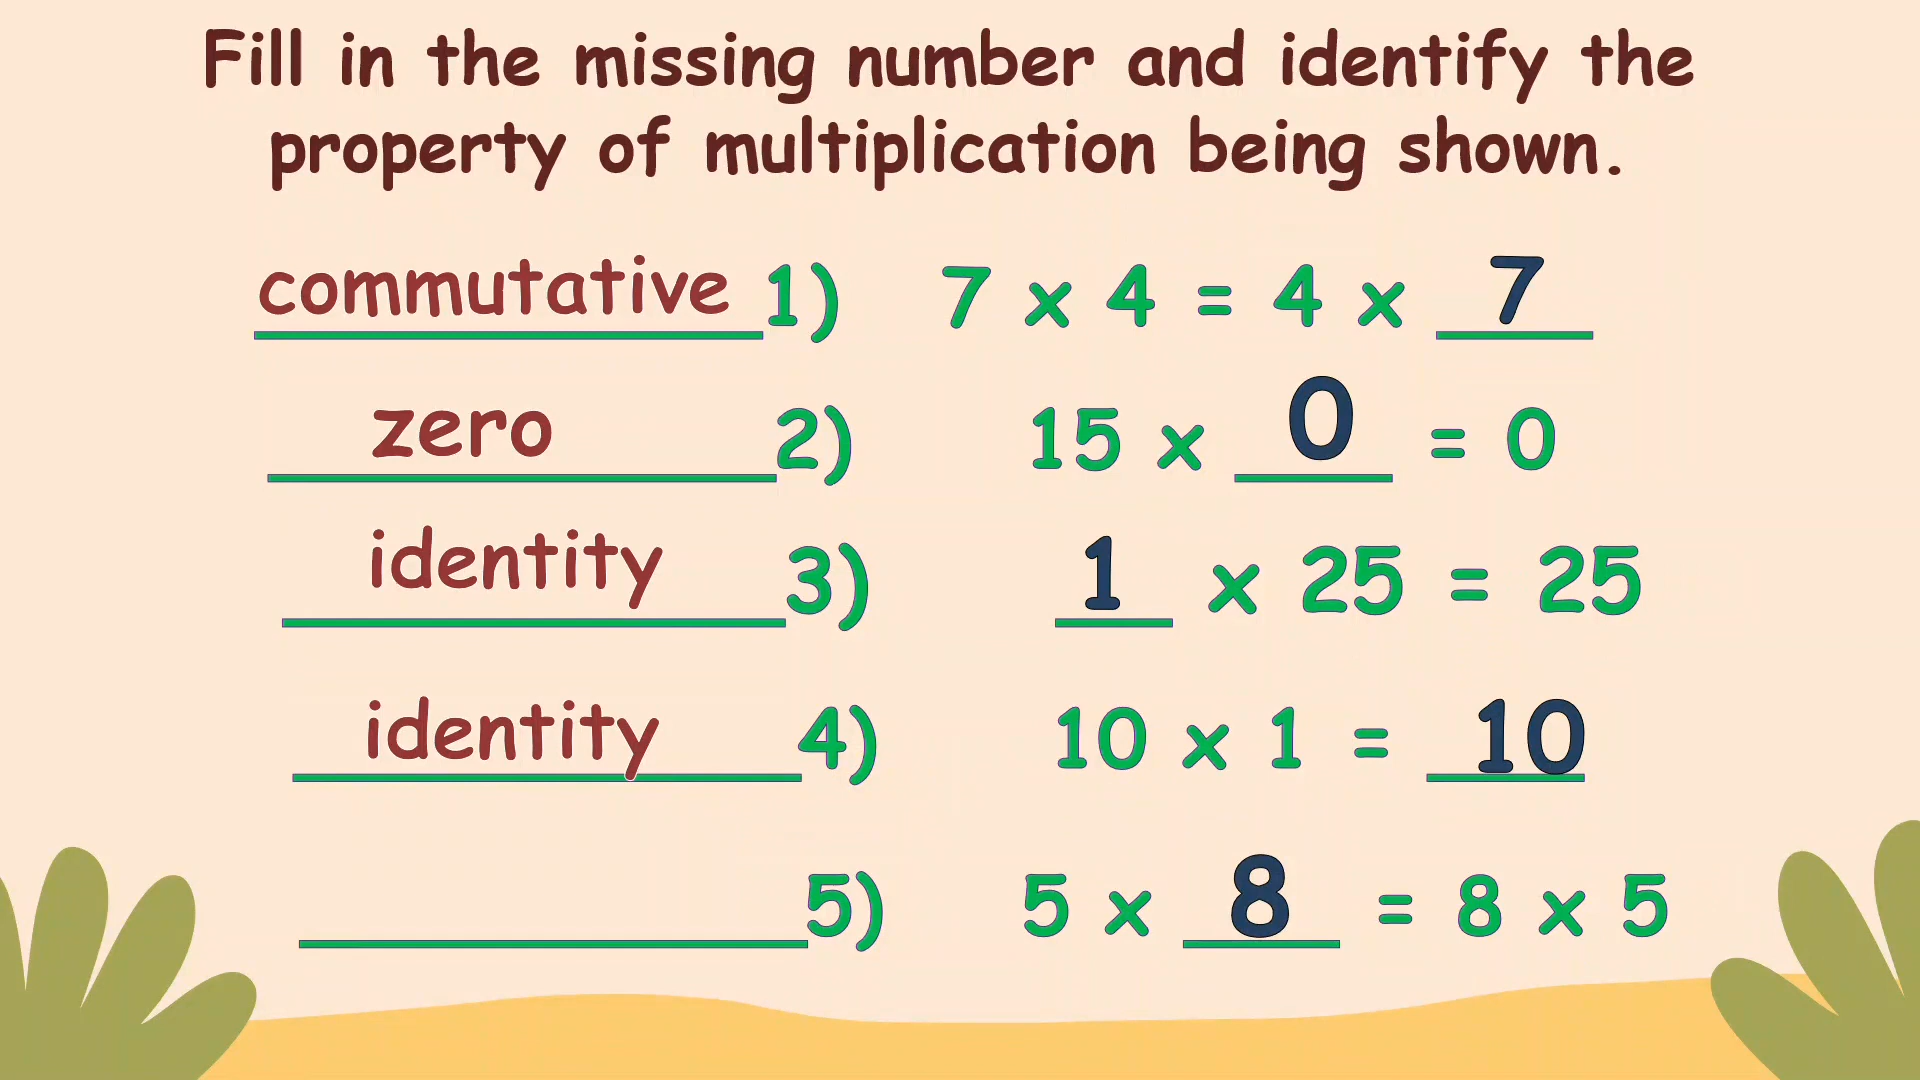 Fill in the missing number and identify the
property of multiplication being shown.
commutative 1) 7 x 4 = 4 x 7
zero 2) 15 x 0 = 0
identity 3) 1 x 25 = 25
identity 4) 10 x 1 = 10
5) 5 x 8 = 8 x 5